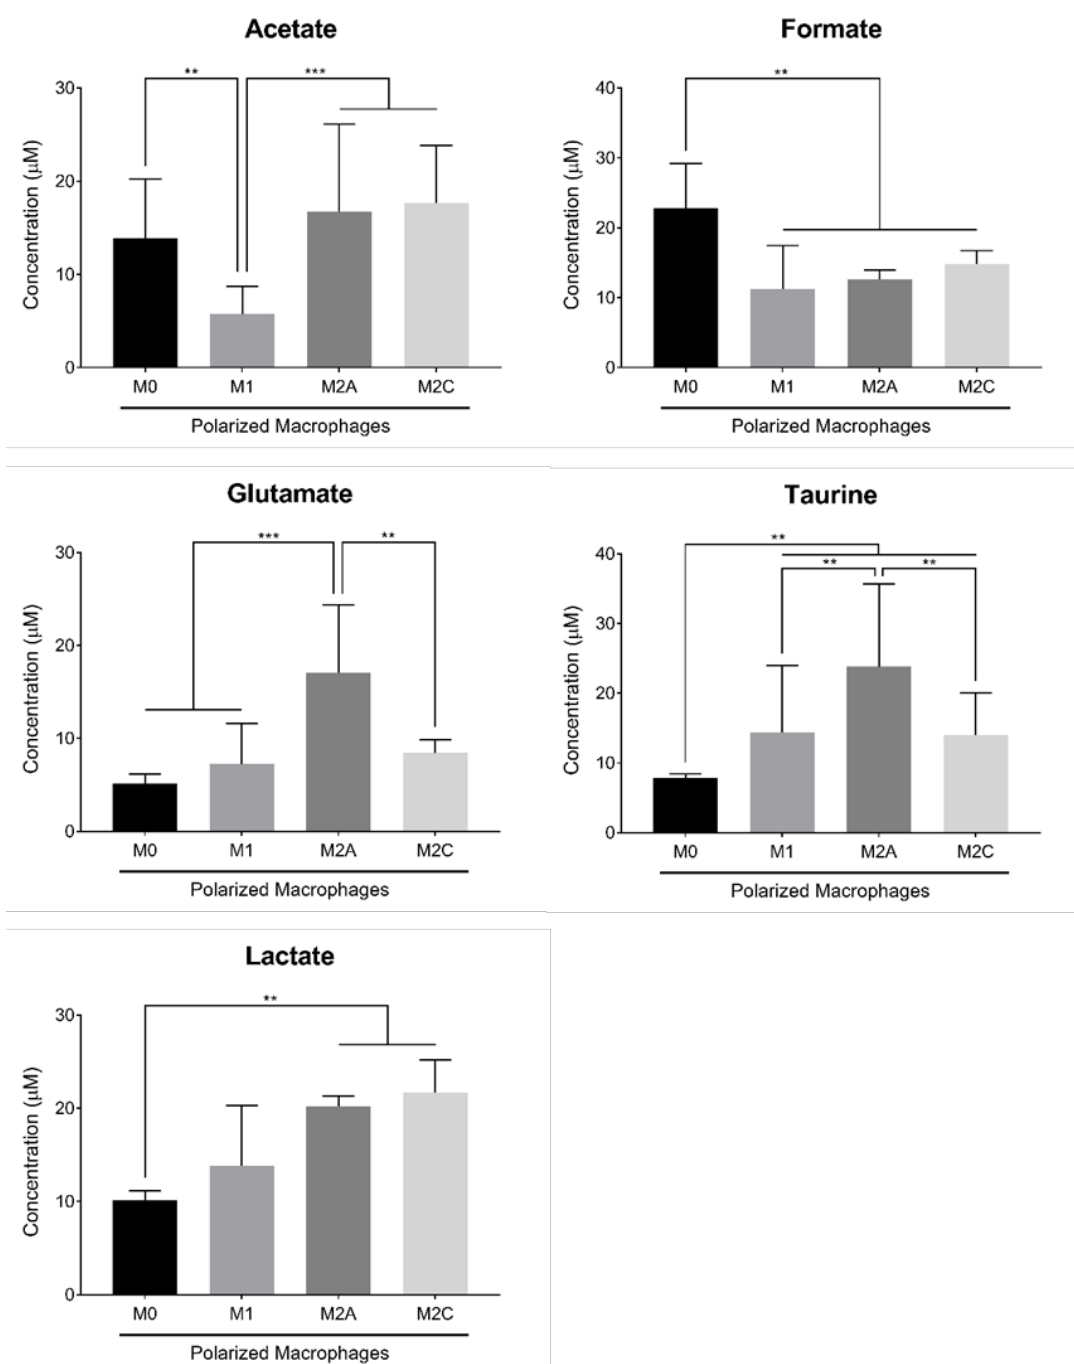 Acetate
** ***
30
20
10
0
Concentration (μM)
M0 M1 M2A M2C
Polarized Macrophages
Formate
**
40
30
20
10
0
Concentration (μM)
M0 M1 M2A M2C
Polarized Macrophages
Glutamate
*** **
30
20
10
0
Concentration (μM)
M0 M1 M2A M2C
Polarized Macrophages
Taurine
**
** **
40
30
20
10
0
Concentration (μM)
M0 M1 M2A M2C
Polarized Macrophages
Lactate
**
30
20
10
0
Concentration (μM)
M0 M1 M2A M2C
Polarized Macrophages